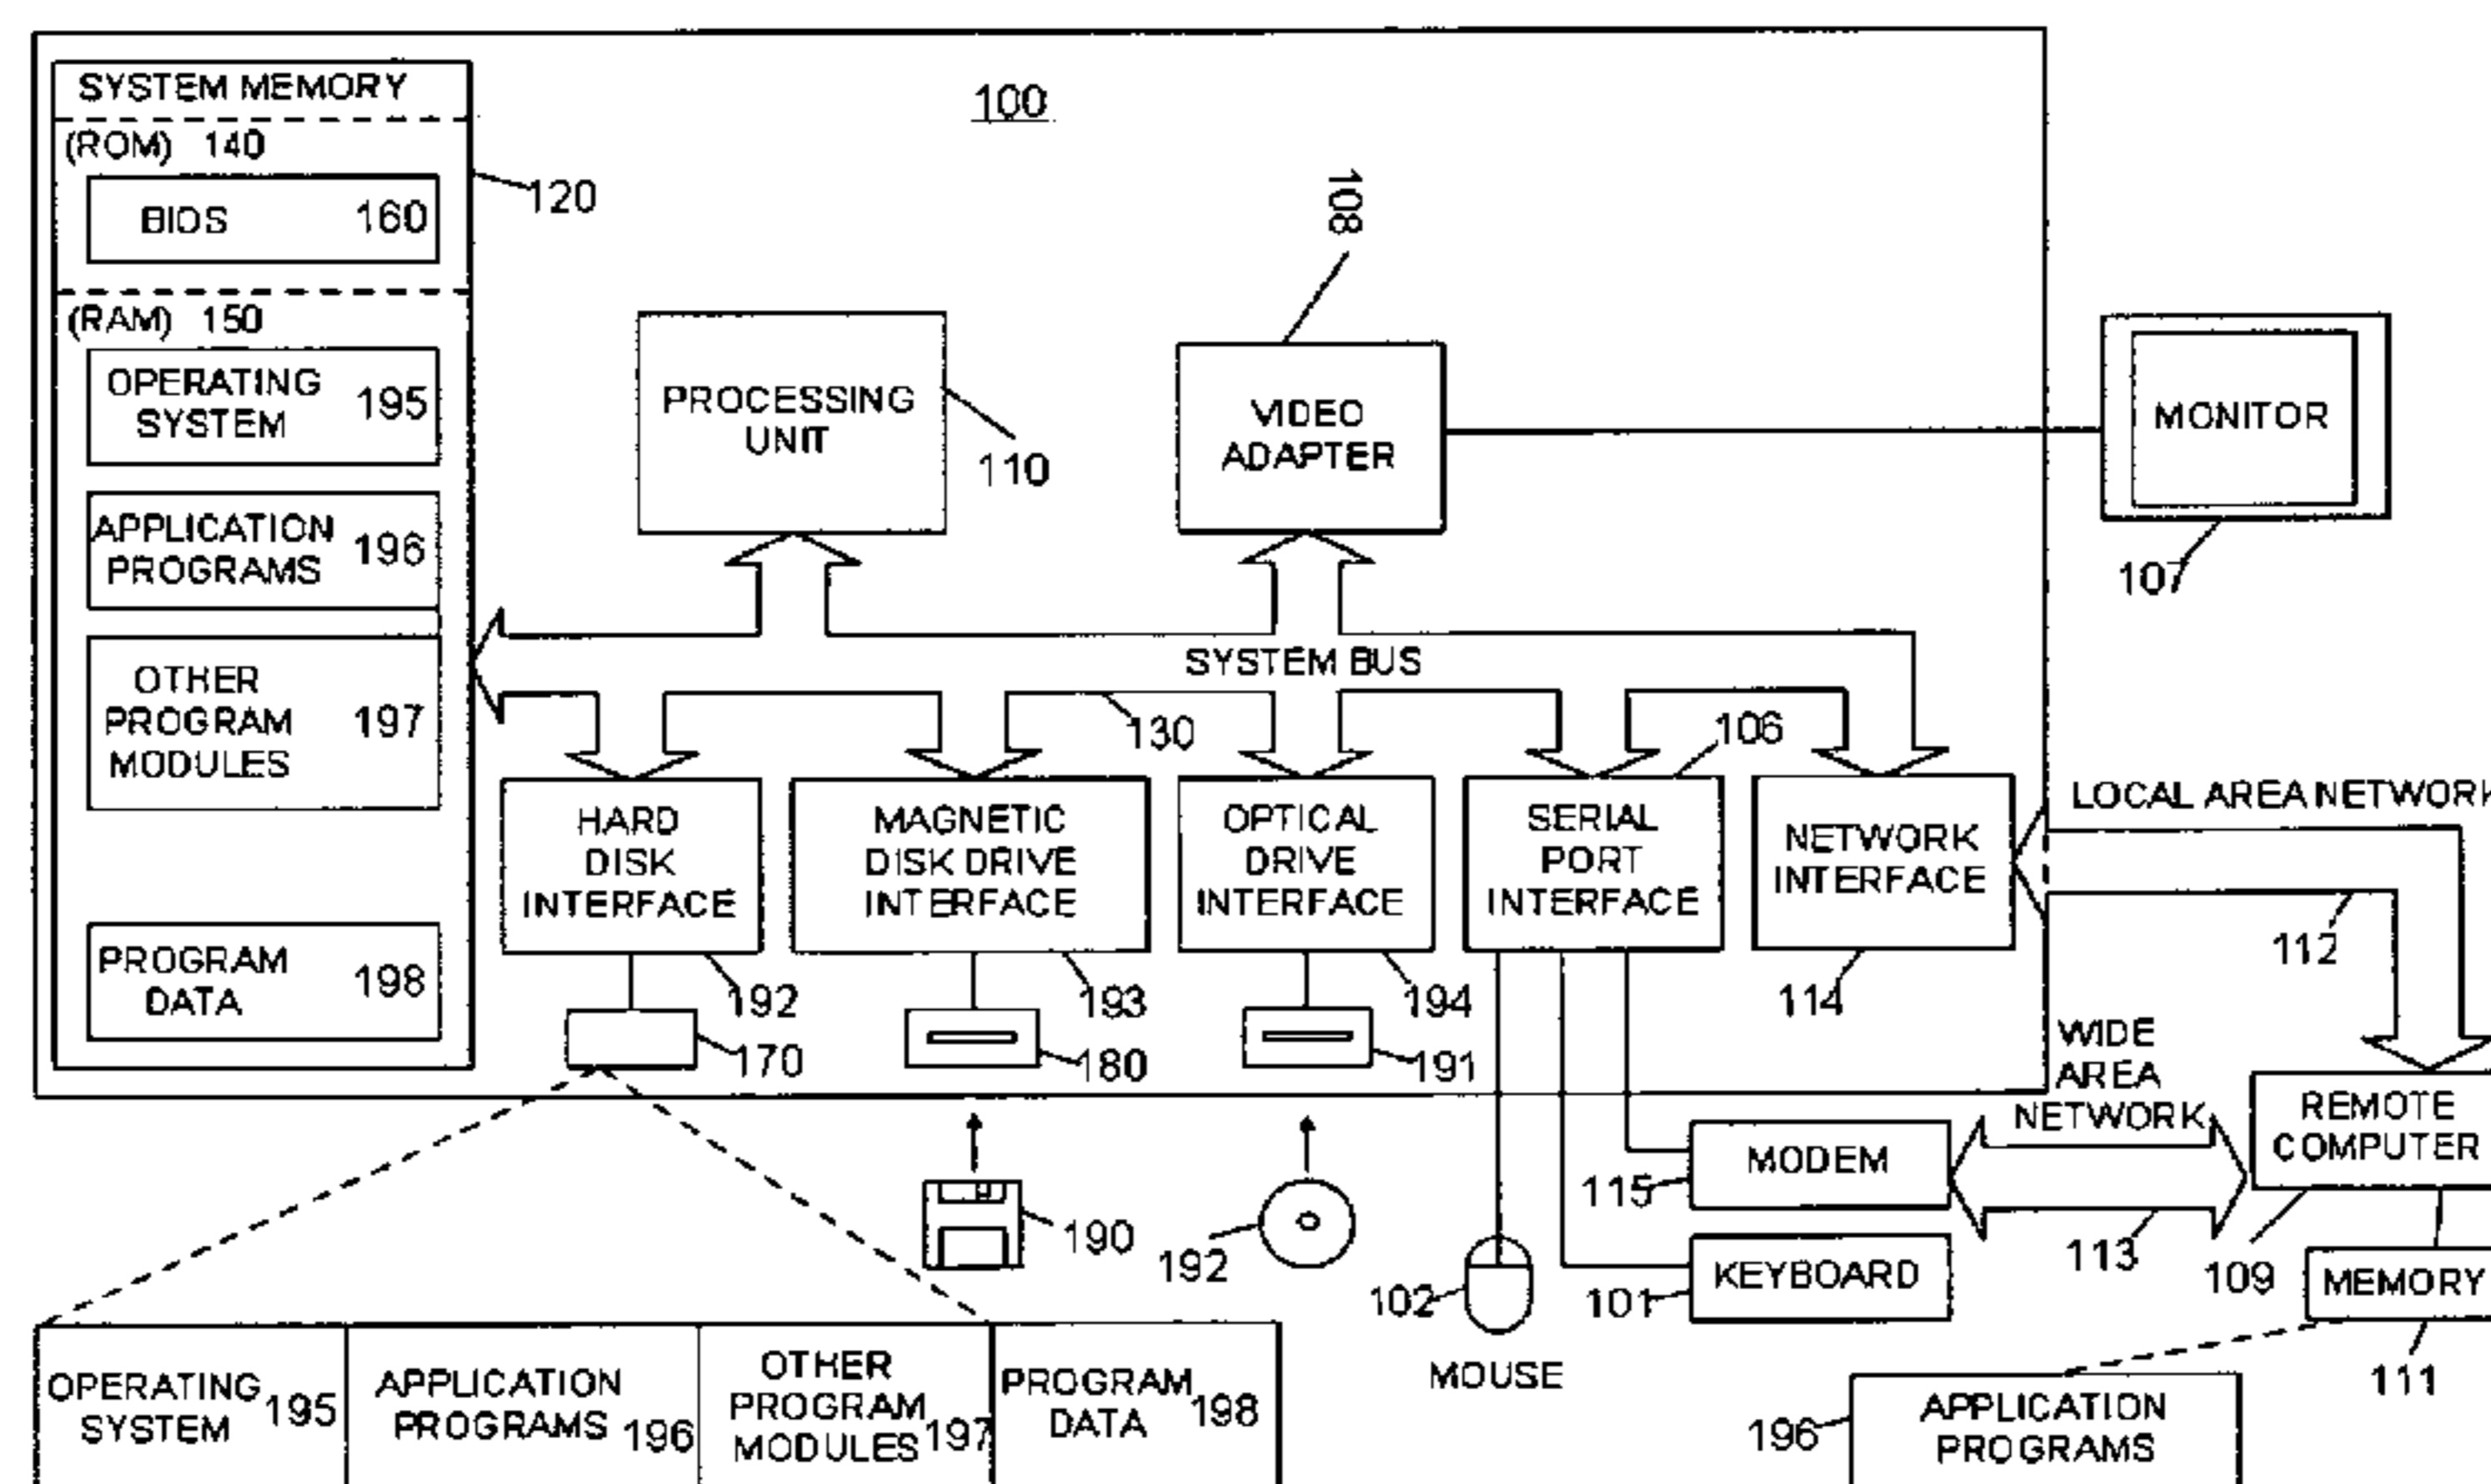 SYSTEM MEMORY
(ROM) 140
BIOS 160
120
(RAM) 150
OPERATING
SYSTEM
195
APPLICATION
PROGRAMS
196
OTHER
PROGRAM
MODULES
197
PROGRAM
DATA
198
100
108
PROCESSING
UNIT
110
VIDEO
ADAPTER
MONITOR
107
SYSTEM BUS
130
106
HARD
DISK
INTERFACE
192
170
MAGNETIC
DISK DRIVE
INTERFACE
193
180
OPTICAL
DRIVE
INTERFACE
194
191
SERIAL
PORT
INTERFACE
NETWORK
INTERFACE
114
LOCAL AREA NETWORK
112
WIDE
AREA
NETWORK
REMOTE
COMPUTER
109
MODEM
115
113
KEYBOARD
101
102
MOUSE
190
192
MEMORY
111
OPERATING
SYSTEM
195
APPLICATION
PROGRAMS 196
OTHER
PROGRAM
MODULES 197
PROGRAM
DATA
198
196
APPLICATION
PROGRAMS